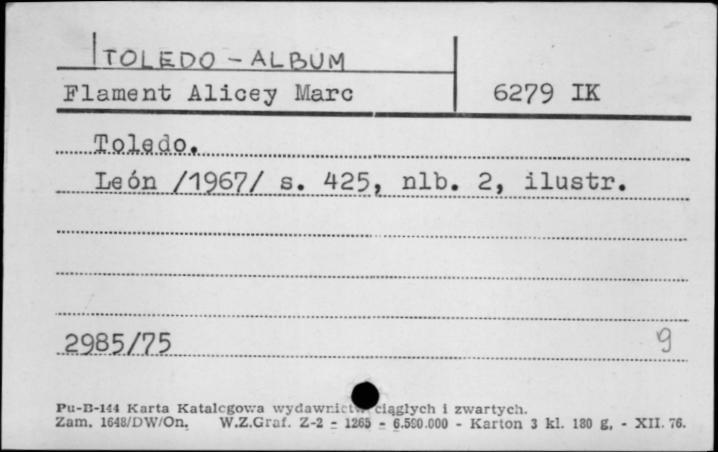 TOLEDO - ALBUM
Flament Alicey Marc
6279 IK
Toledo.
León /1967/ s. 425, nlb. 2, ilustr.
2985/75
9
Pu-B-144 Karta Katalogowa wydawnictw ciągłych i zwartych.
Zam. 1648/DW/On. W.Z.Graf. Z-2 - 1265 - 6.590.000 - Karton 3 kl. 180 g. - XII. 76.